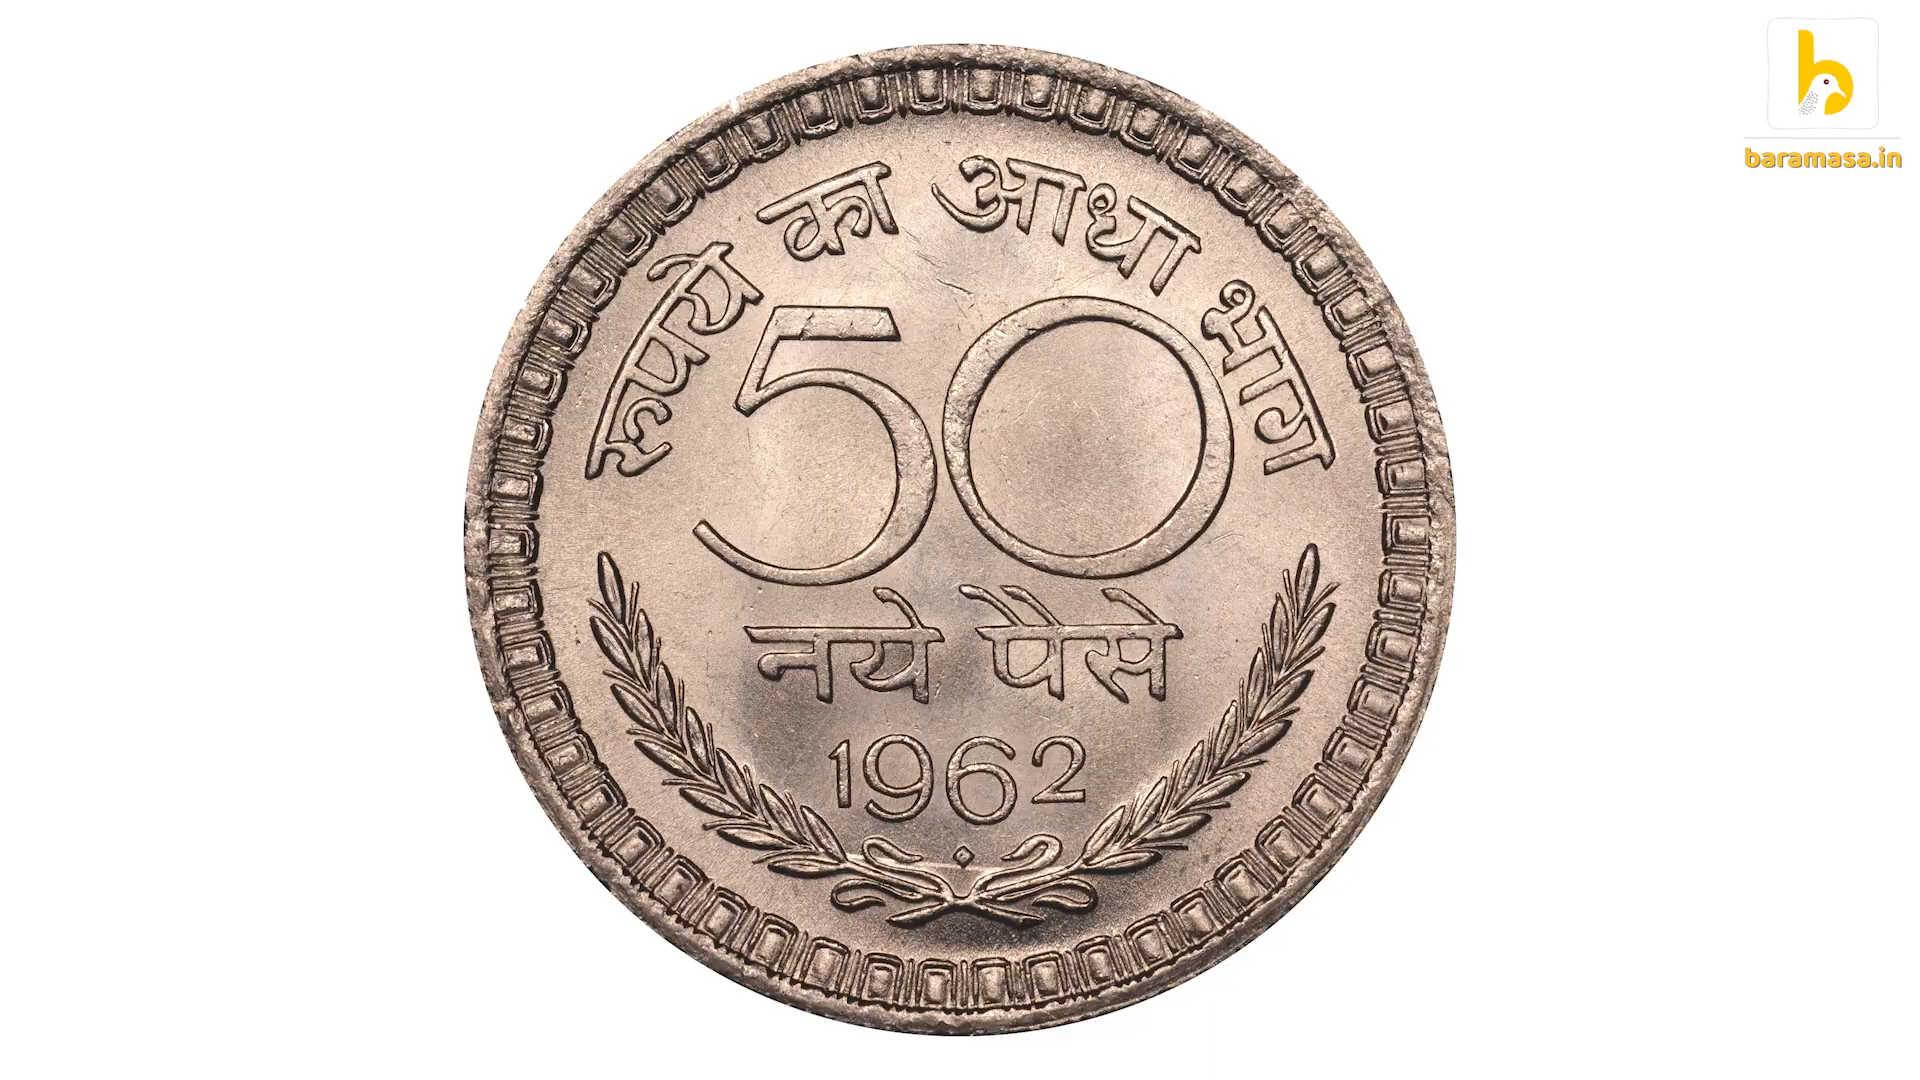 रुपये का आधा भाग
50
नये पैसे
1962
b
baramasa.in